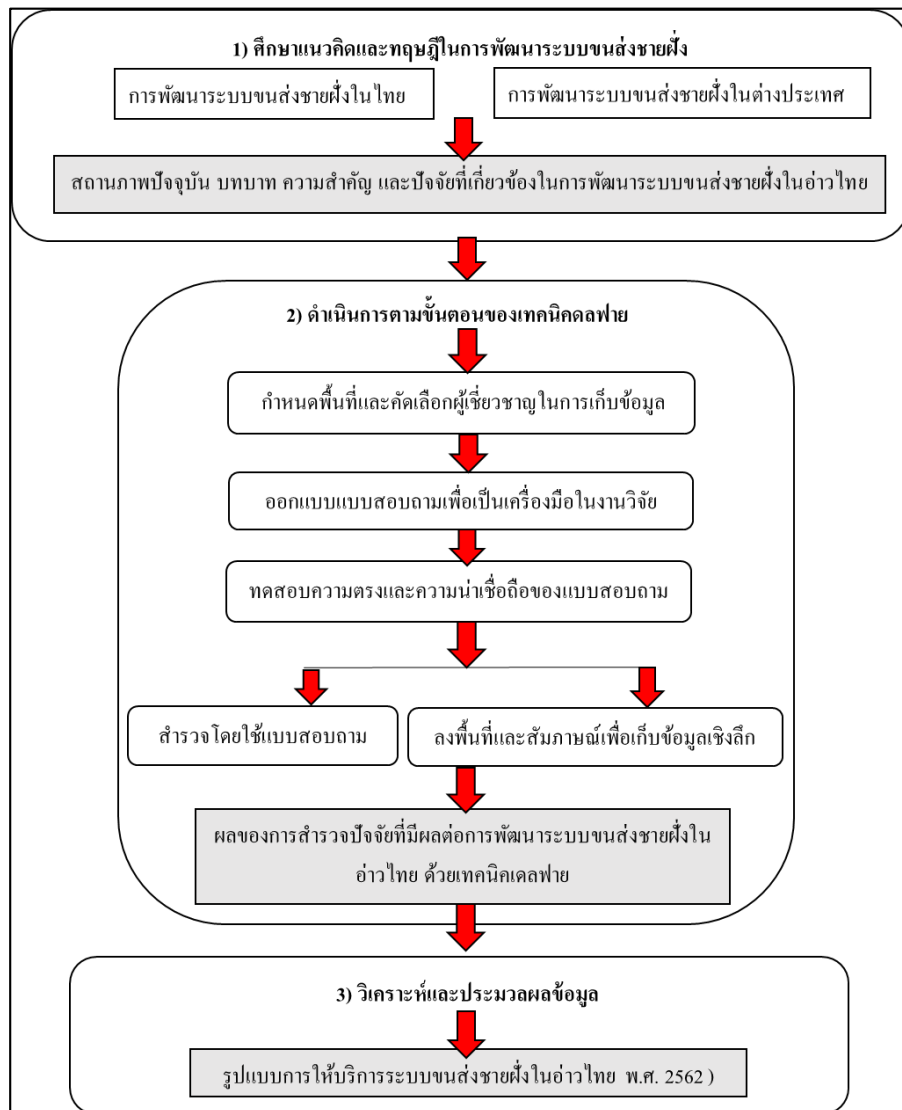 1) ศึกษาแนวคิดและทฤษฎีในการพัฒนาระบบขนส่งชายฝั่ง
การพัฒนาระบบขนส่งชายฝั่งในไทย
การพัฒนาระบบขนส่งชายฝั่งในต่างประเทศ
สถานภาพปัจจุบัน บทบาท ความสำคัญ และปัจจัยที่เกี่ยวข้องในการพัฒนาระบบขนส่งชายฝั่งในอ่าวไทย
2) ดำเนินการตามขั้นตอนของเทคนิคดลฟาย
กำหนดพื้นที่และคัดเลือกผู้เชี่ยวชาญในการเก็บข้อมูล
ออกแบบแบบสอบถามเพื่อเป็นเครื่องมือในงานวิจัย
ทดสอบความตรงและความน่าเชื่อถือของแบบสอบถาม
สำรวจโดยใช้แบบสอบถาม
ลงพื้นที่และสัมภาษณ์เพื่อเก็บข้อมูลเชิงลึก
ผลของการสำรวจปัจจัยที่มีผลต่อการพัฒนาระบบขนส่งชายฝั่งใน
อ่าวไทย ด้วยเทคนิคเดลฟาย
3) วิเคราะห์และประมวลผลข้อมูล
รูปแบบการให้บริการระบบขนส่งชายฝั่งในอ่าวไทย พ.ศ. 2562 )